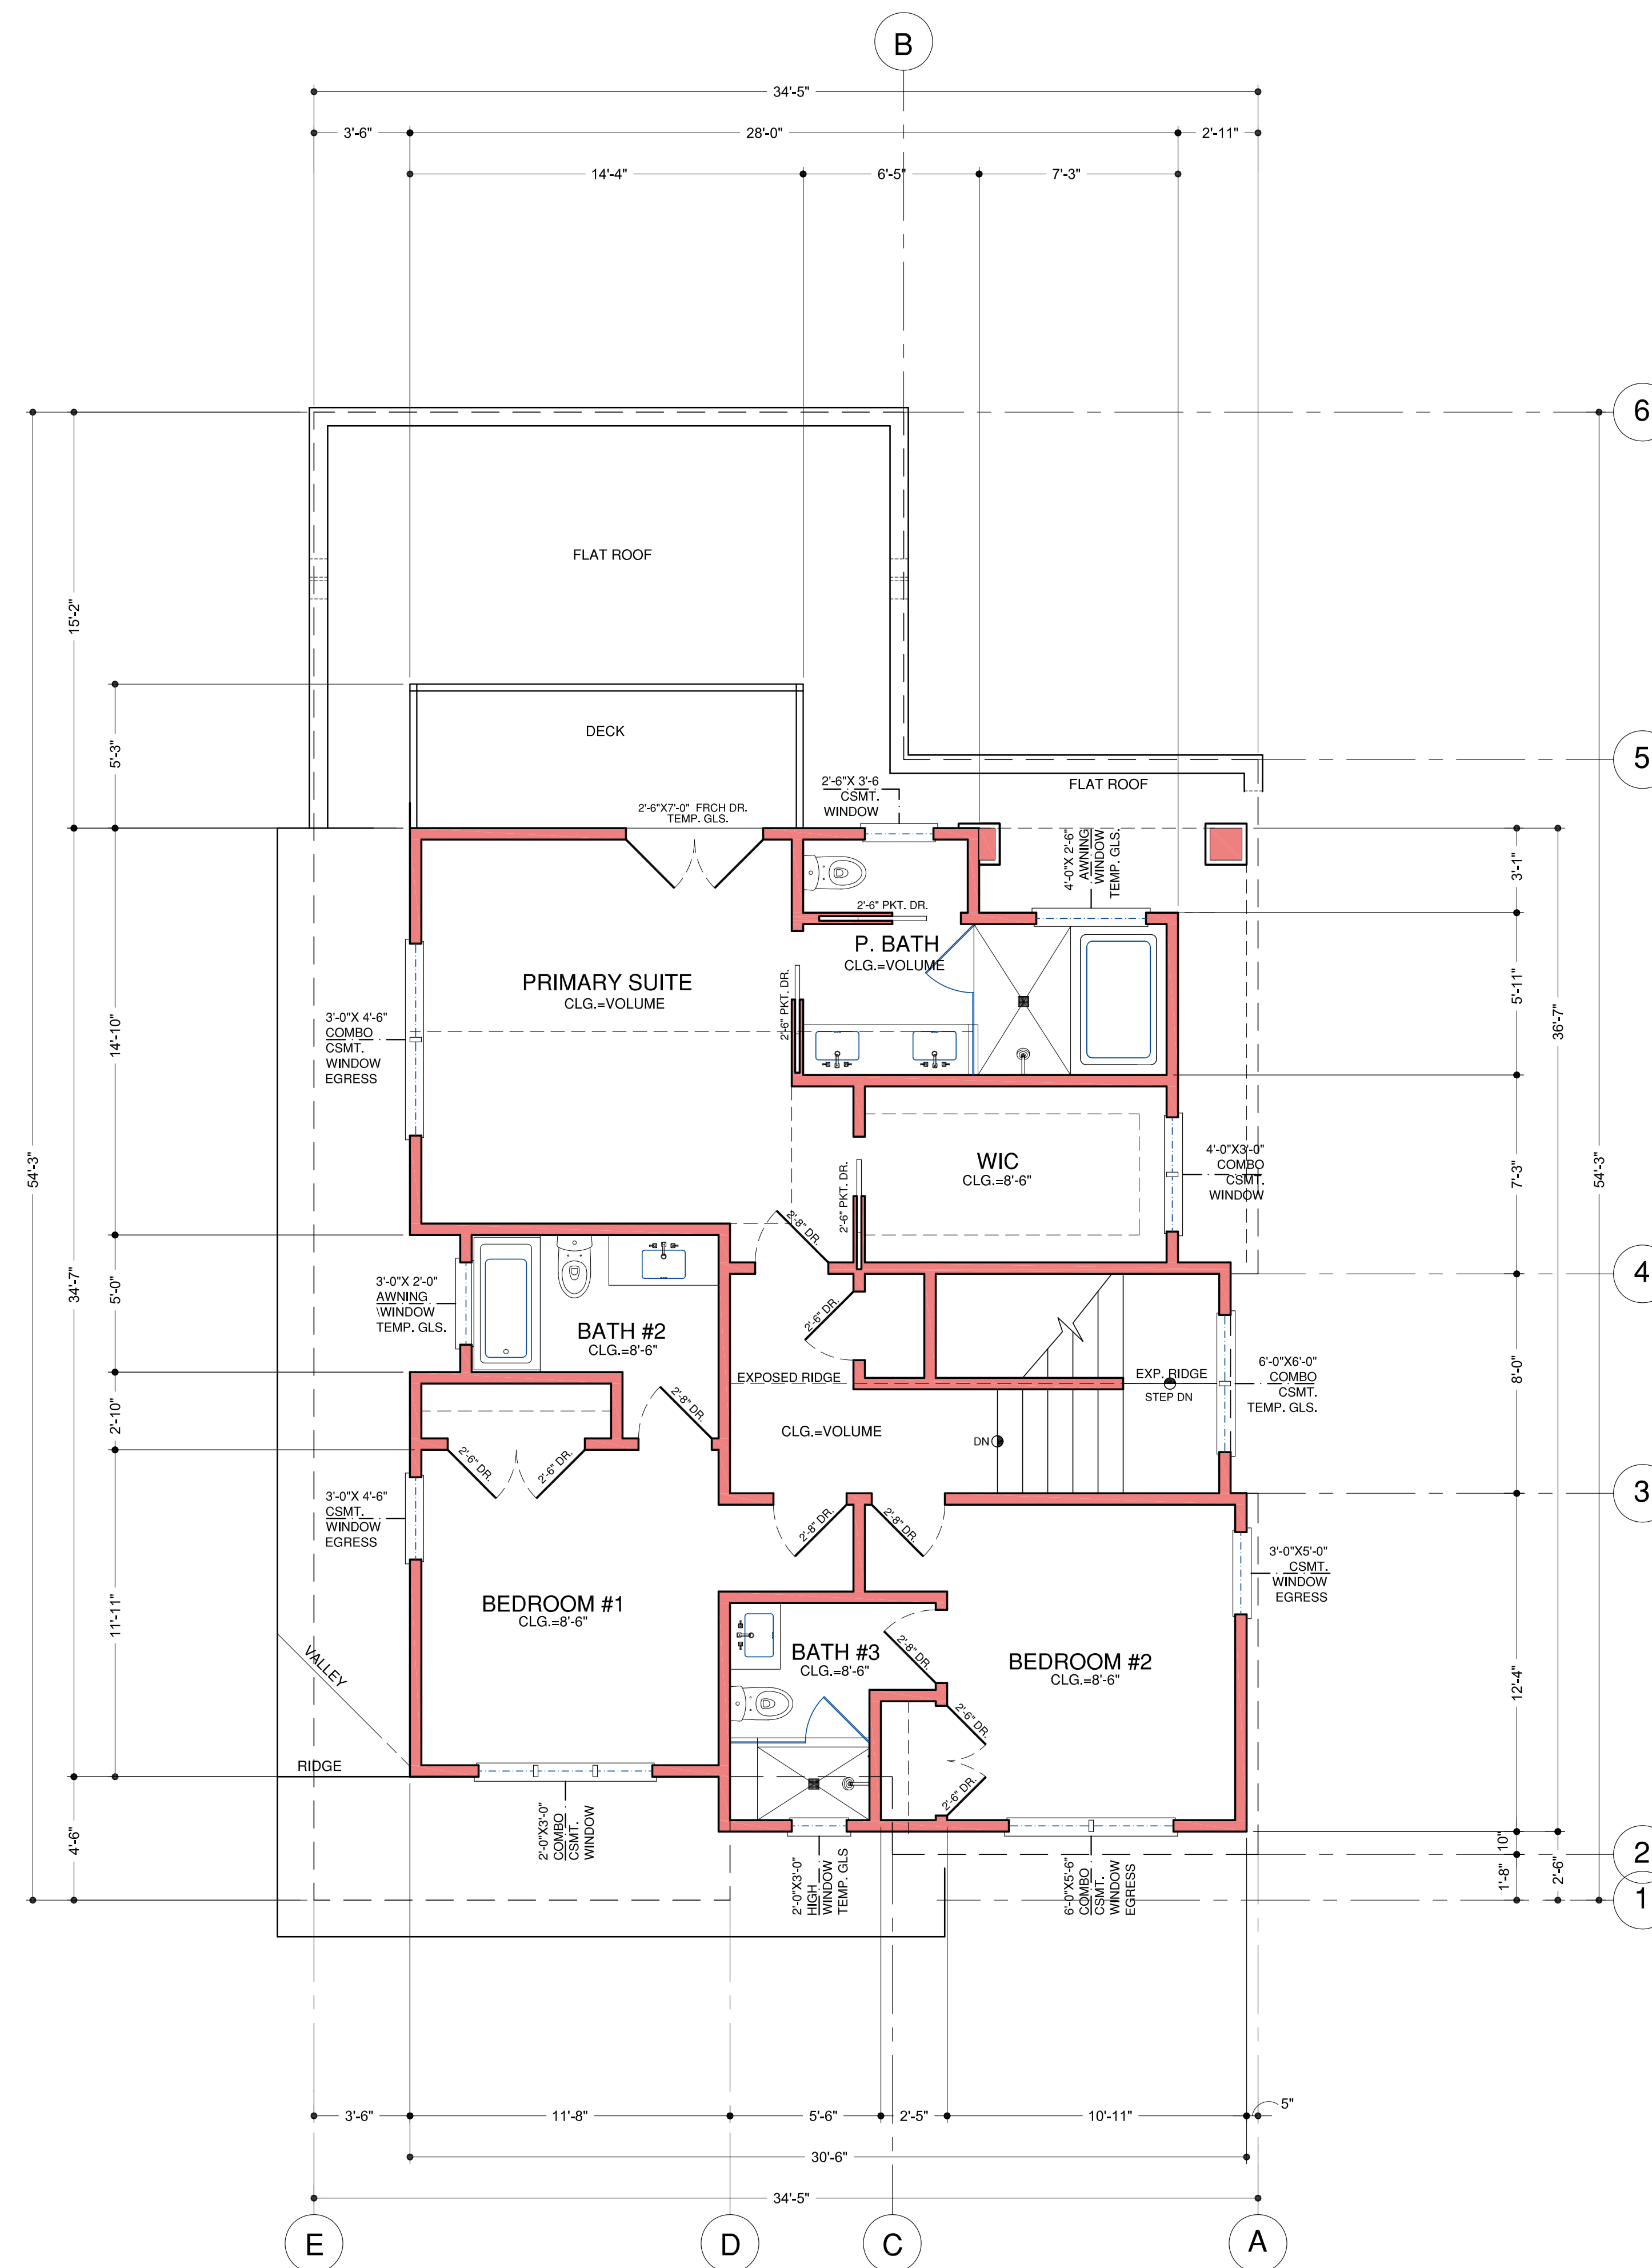 B
34'-5"
3'-6"
28'-0"
2'-11"
14'-4"
6'-5"
7'-3"
6
FLAT ROOF
15'-2"
DECK
5'-3"
5
FLAT ROOF
2'-6"X 3'-6
CSMT.
WINDOW
2'-6"X7'-0" FRCH DR.
TEMP. GLS.
4'-0"X 2'-6"
AWNING
WINDOW
TEMP. GLS.
3'-1"
2'-6" PKT. DR.
P. BATH
CLG.=VOLUME
PRIMARY SUITE
CLG.=VOLUME
2'-6" PKT. DR.
5'-11"
36'-7"
14'-10"
3'-0"X 4'-6"
COMBO
CSMT.
WINDOW
EGRESS
54'-3"
54'-3"
WIC
CLG.=8'-6"
4'-0"X3'-0"
COMBO
CSMT.
WINDOW
7'-3"
2'-6" PKT. DR.
2'-8" DR.
4
34'-7"
5'-0"
3'-0"X 2'-0"
AWNING
WINDOW
TEMP. GLS.
BATH #2
CLG.=8'-6"
2'-6" DR.
EXPOSED RIDGE
EXP. RIDGE
STEP DN
6'-0"X6'-0"
COMBO
CSMT.
TEMP. GLS.
8'-0"
2'-10"
2'-8" DR.
CLG.=VOLUME
DN
2'-6" DR.
2'-6" DR.
3
3'-0"X 4'-6"
CSMT.
WINDOW
EGRESS
2'-8" DR.
2'-8" DR.
3'-0"X5'-0"
CSMT.
WINDOW
EGRESS
11'-11"
BEDROOM #1
CLG.=8'-6"
BATH #3
CLG.=8'-6"
2'-8" DR.
BEDROOM #2
CLG.=8'-6"
12'-4"
VALLEY
2'-6" DR.
RIDGE
2'-6" DR.
4'-6"
2'-0"X3'-0"
COMBO
CSMT.
WINDOW
2'-0"X3'-0"
HIGH
WINDOW
TEMP. GLS
6'-0"X5'-6"
COMBO
CSMT.
WINDOW
EGRESS
10"
1'-8"
2'-6"
2
1
3'-6"
11'-8"
5'-6"
2'-5"
10'-11"
5"
30'-6"
34'-5"
E
D
C
A